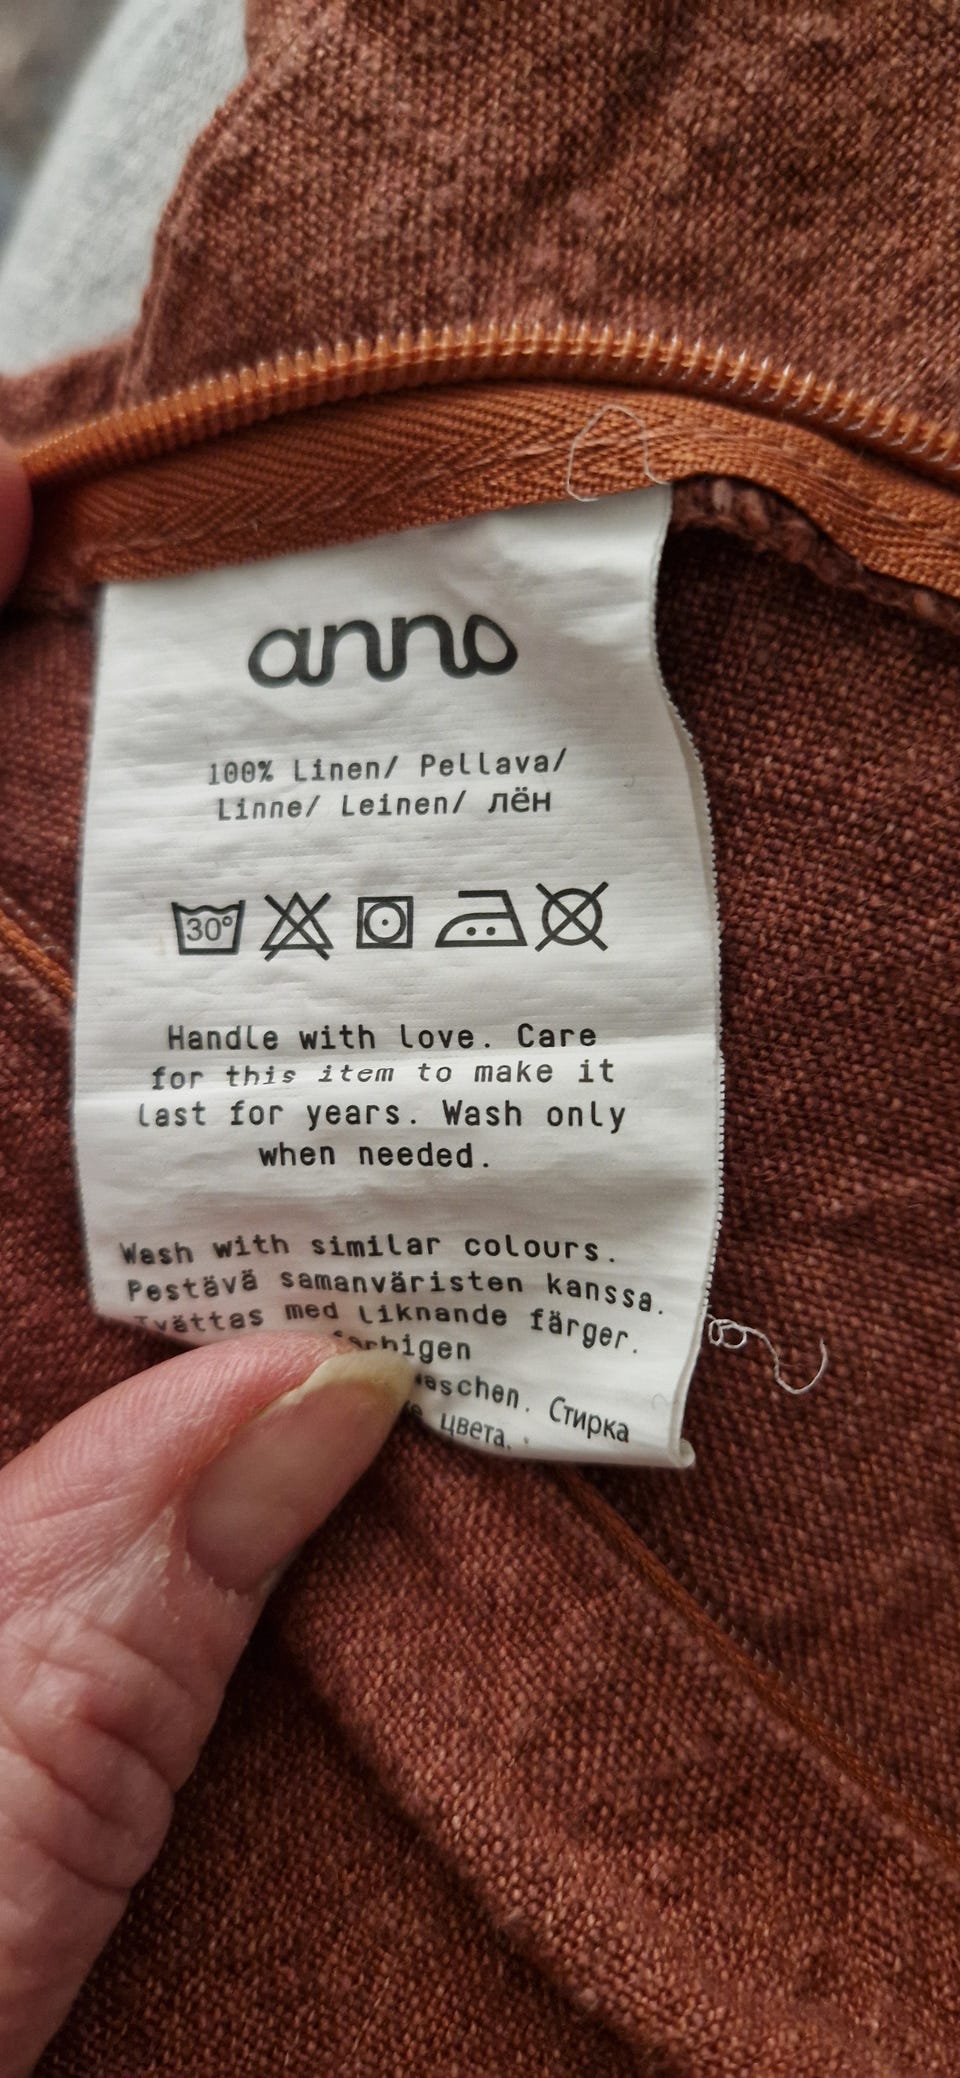 anno
100% Linen/ Pellava/
Linne/ Leinen/ лён
30°
Handle with love. Care
for this item to make it
last for years. Wash only
when needed.
Wash with similar colours.
Pestävä samanväristen kanssa.
Tvättas med liknande färger.
waschen. Стирка
цвета.